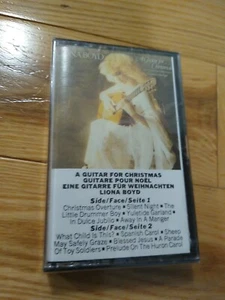 A GUITAR FOR CHRISTMAS
GUITARE POUR NOËL
EINE GITARRE FÜR WEIHNACHTEN
LIONA BOYD
Side/Face/Seite 1
Christmas Overture • Silent Night • The
Little Drummer Boy • Yuletide Garland •
In Dulce Jubilo • Away In A Manger
Side/Face/Seite 2
What Child Is This? • Spanish Carol • Sheep
May Safely Graze • Blessed Jesus • A Parade
Of Toy Soldiers • Prelude On The Huron Carol